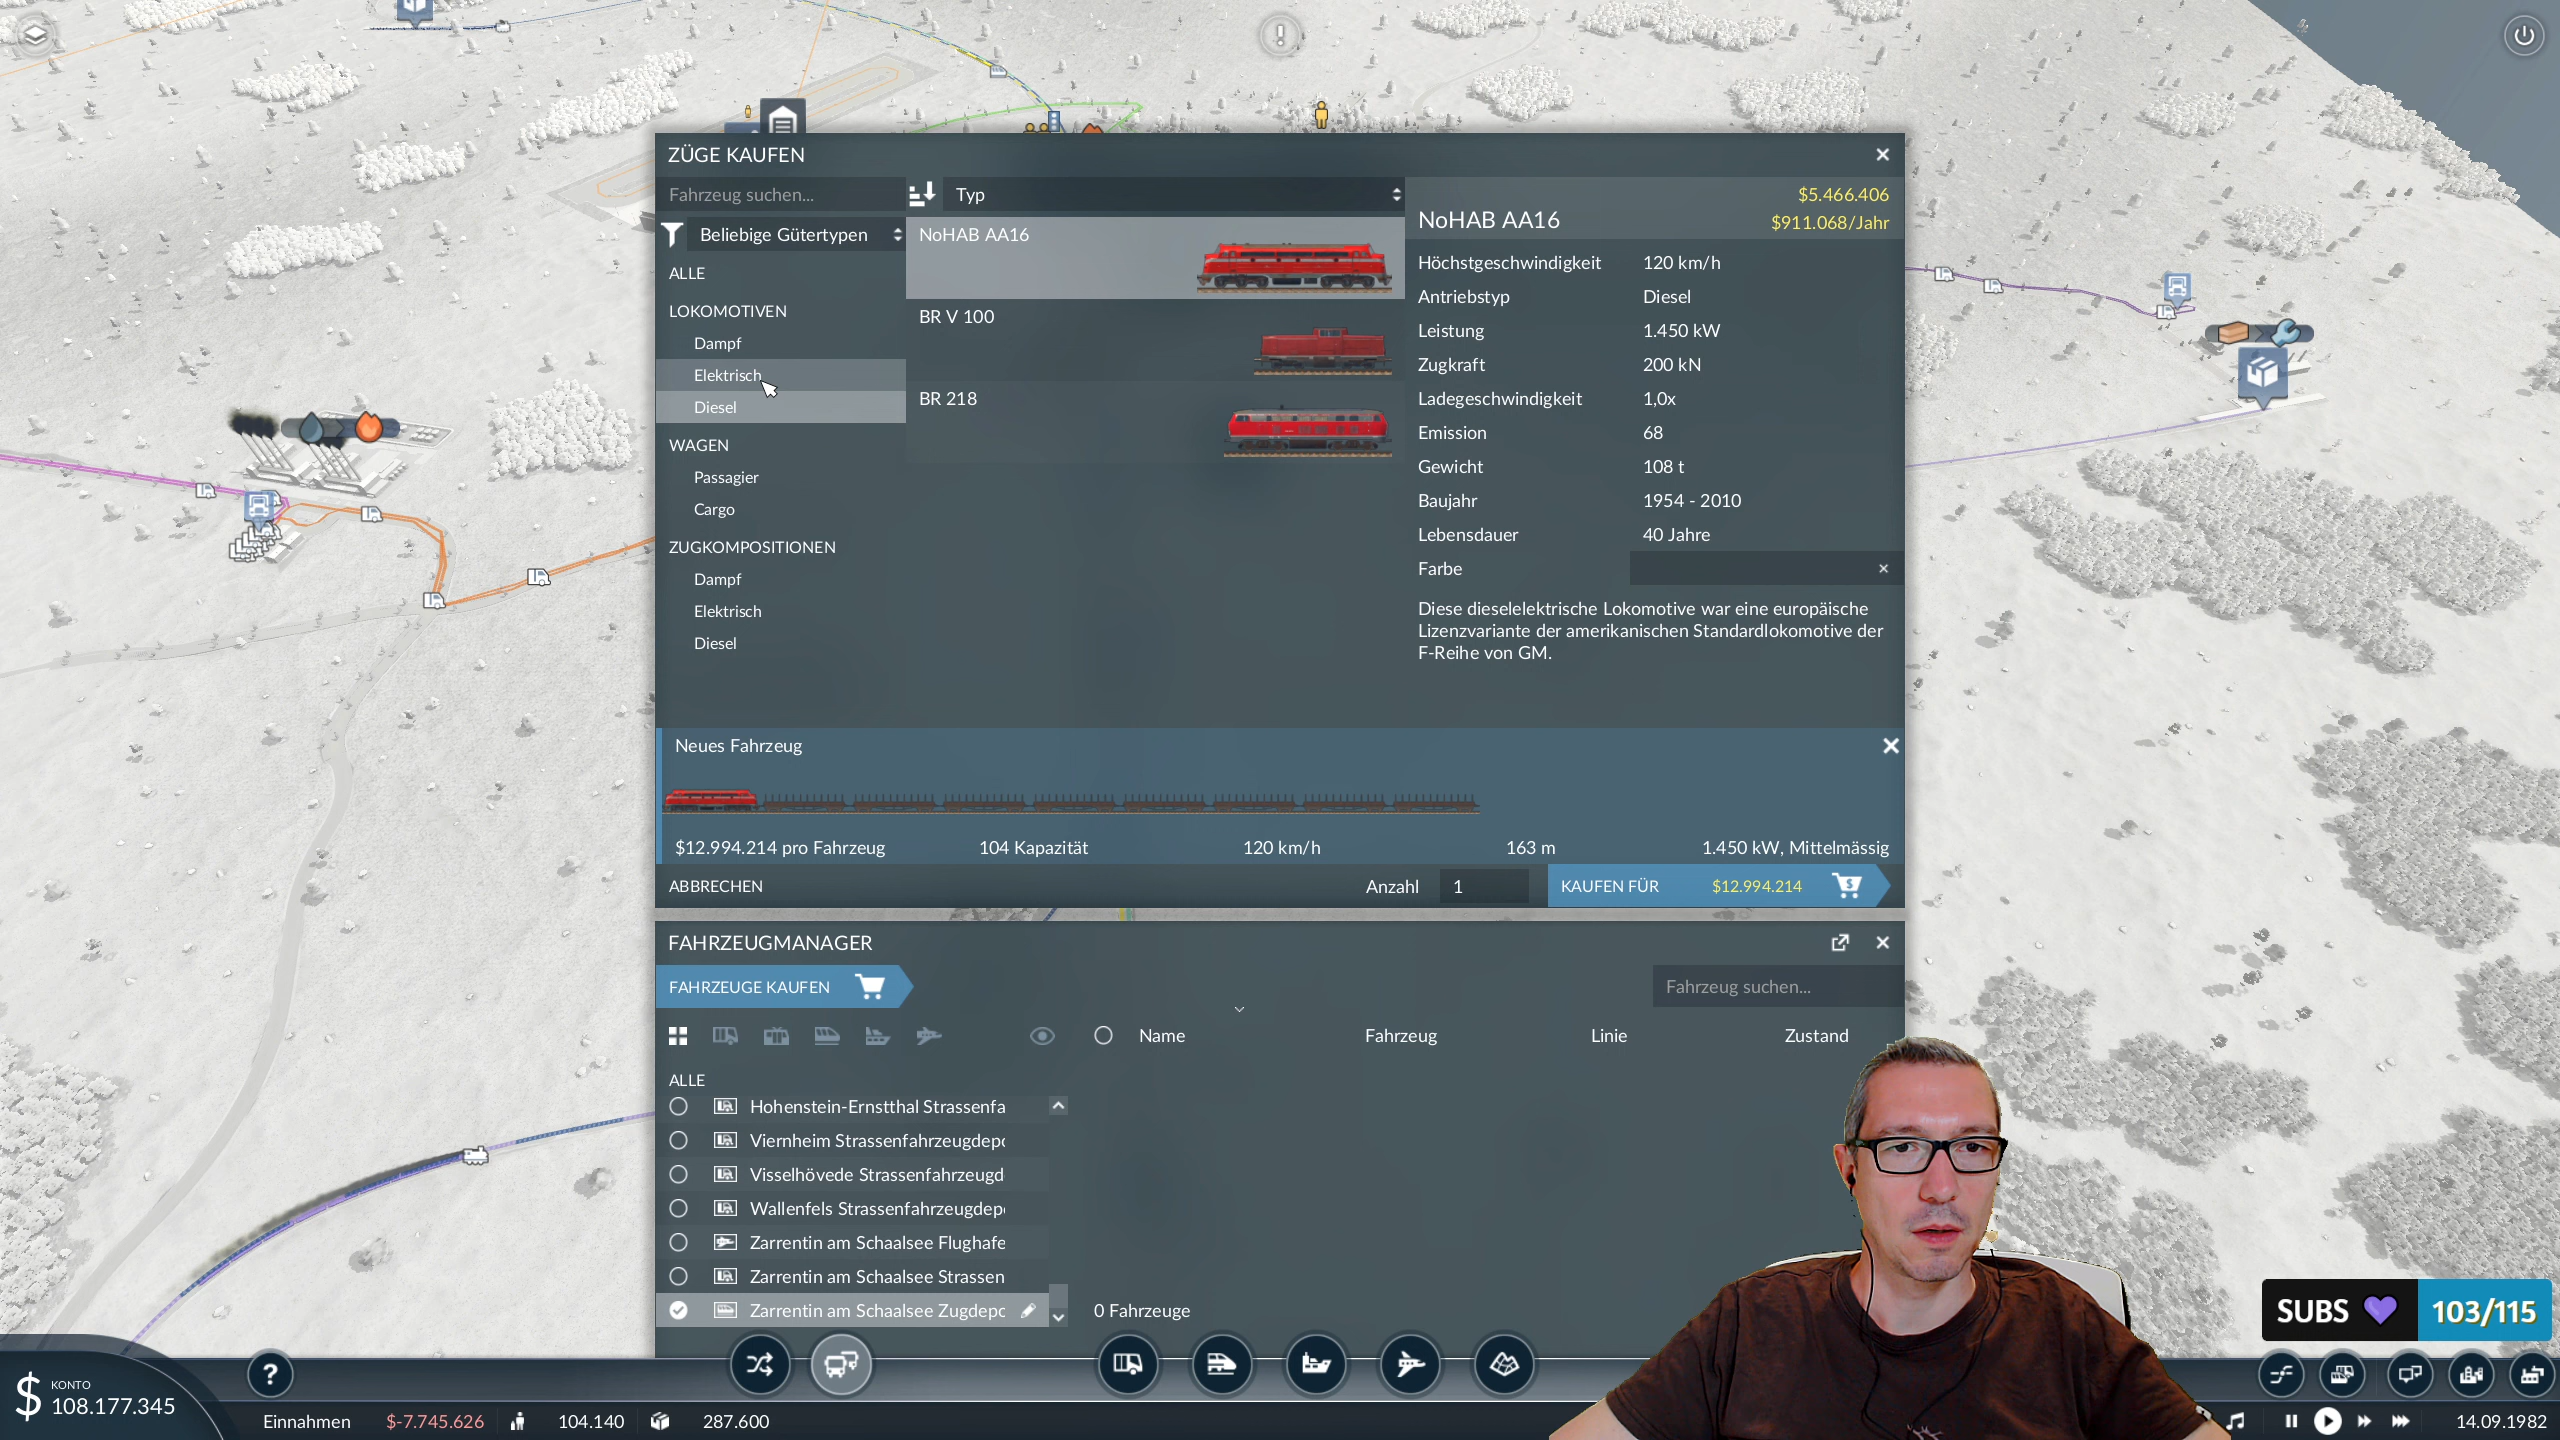 ZÜGE KAUFEN
Fahrzeug suchen...
Typ
Beliebige Gütertypen
ALLE
LOKOMOTIVEN
Dampf
Elektrisch
Diesel
WAGEN
Passagier
Cargo
ZUGKOMPOSITIONEN
Dampf
Elektrisch
Diesel
NoHAB AA16
BR V 100
BR 218
$5.466.406
NoHAB AA16
$911.068/Jahr
Höchstgeschwindigkeit 120 km/h
Antriebstyp Diesel
Leistung 1.450 kW
Zugkraft 200 kN
Ladegeschwindigkeit 1,0x
Emission 68
Gewicht 108 t
Baujahr 1954 - 2010
Lebensdauer 40 Jahre
Farbe
Diese dieselelektrische Lokomotive war eine europäische
Lizenzvariante der amerikanischen Standardlokomotive der
F-Reihe von GM.
Neues Fahrzeug
$12.994.214 pro Fahrzeug 104 Kapazität 120 km/h 163 m 1.450 kW, Mittelmässig
ABBRECHEN Anzahl 1 KAUFEN FÜR $12.994.214
FAHRZEUGMANAGER
FAHRZEUGE KAUFEN
Fahrzeug suchen...
Name Fahrzeug Linie Zustand
ALLE
Hohenstein-Ernstthal Strassenfa
Viernheim Strassenfahrzeugdepo
Visselhövede Strassenfahrzeugd
Wallenfels Strassenfahrzeugdep
Zarrentin am Schaalsee Flughafe
Zarrentin am Schaalsee Strassen
Zarrentin am Schaalsee Zugdepo
0 Fahrzeuge
SUBS 103/115
$ KONTO
108.177.345
?
Einnahmen $-7.745.626 104.140 287.600
14.09.1982